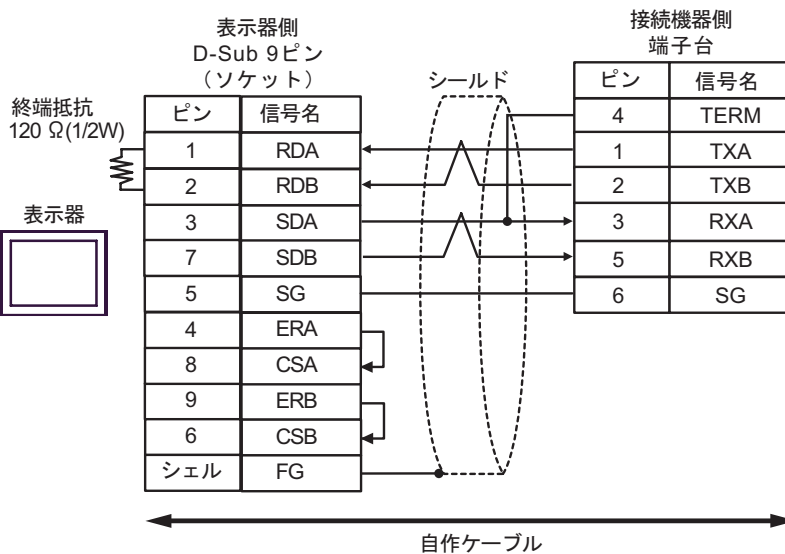 表示器側
D-Sub 9ピン
（ソケット）
接続機器側
端子台
シールド
終端抵抗
120 Ω(1/2W)
表示器
ピン 信号名
1 RDA
2 RDB
3 SDA
7 SDB
5 SG
4 ERA
8 CSA
9 ERB
6 CSB
シェル FG
ピン 信号名
4 TERM
1 TXA
2 TXB
3 RXA
5 RXB
6 SG
自作ケーブル